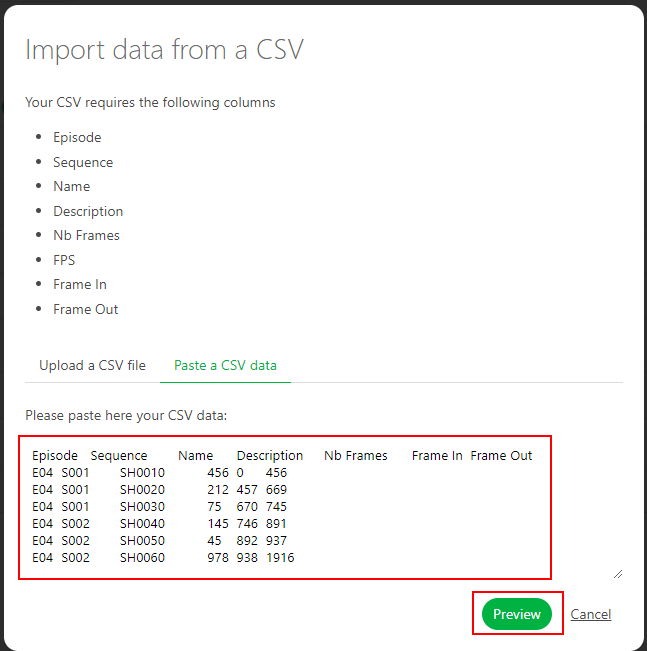 Import data from a CSV
Your CSV requires the following columns
Episode
Sequence
Name
Description
Nb Frames
FPS
Frame In
Frame Out
Upload a CSV file Paste a CSV data
Please paste here your CSV data:
Episode Sequence Name Description Nb Frames Frame In Frame Out
E04 S001 SH0010 456 0 456
E04 S001 SH0020 212 457 669
E04 S001 SH0030 75 670 745
E04 S002 SH0040 145 746 891
E04 S002 SH0050 45 892 937
E04 S002 SH0060 978 938 1916
Preview Cancel